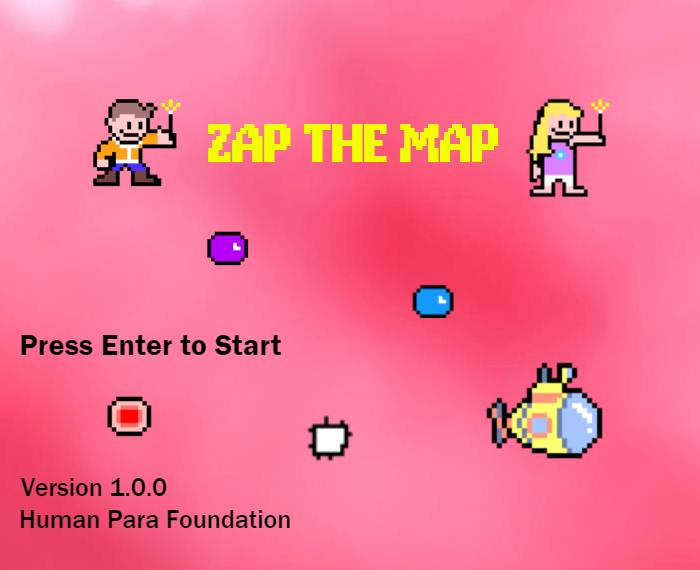 ZAP THE MAP
Press Enter to Start
Version 1.0.0
Human Para Foundation